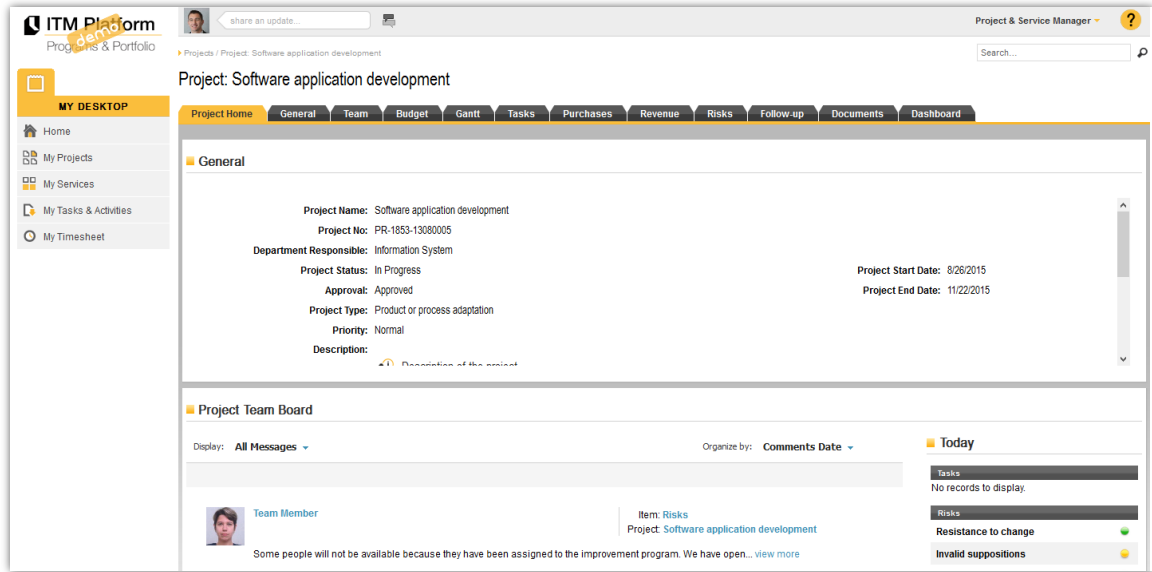 ITM Platform
demo
Programs & Portfolio
share an update...
Project & Service Manager
?
Projects / Project: Software application development
Search...
Project: Software application development
MY DESKTOP
Home
My Projects
My Services
My Tasks & Activities
My Timesheet
Project Home General Team Budget Gantt Tasks Purchases Revenue Risks Follow-up Documents Dashboard
General
Project Name: Software application development
Project No: PR-1853-13080005
Department Responsible: Information System
Project Status: In Progress Project Start Date: 8/26/2015
Approval: Approved Project End Date: 11/22/2015
Project Type: Product or process adaptation
Priority: Normal
Description:
Description of the project
Project Team Board
Display: All Messages Organize by: Comments Date
Today
Tasks
No records to display.
Risks
Resistance to change
Invalid suppositions
Team Member Item: Risks
Project: Software application development
Some people will not be available because they have been assigned to the improvement program. We have open... view more